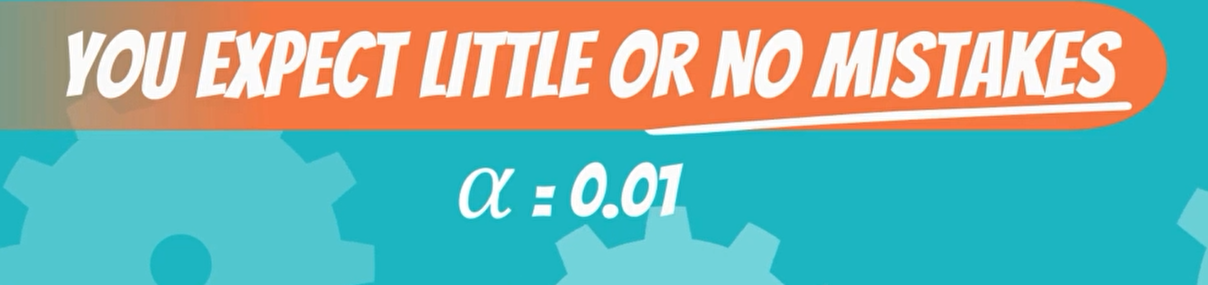 YOU EXPECT LITTLE OR NO MISTAKES
α = 0.01